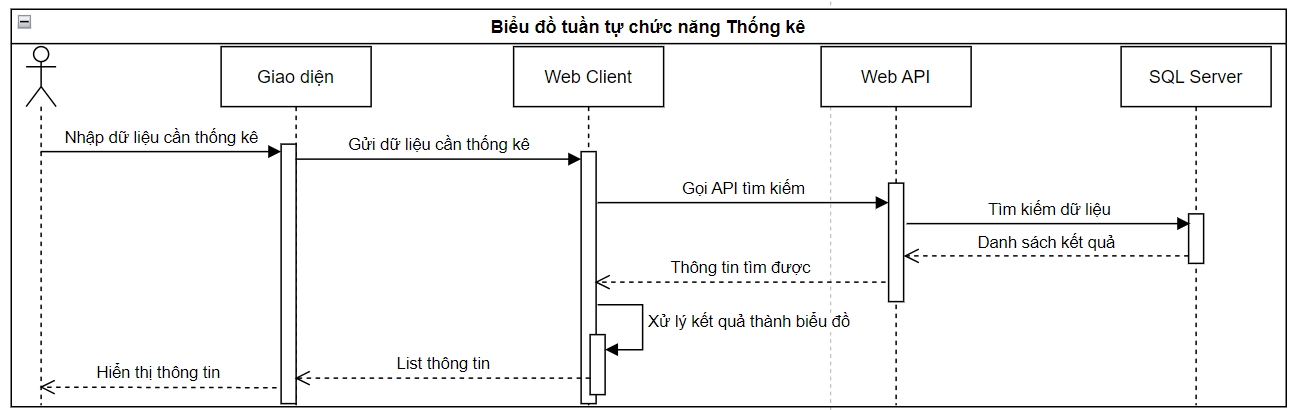 Biểu đồ tuần tự chức năng Thống kê
Giao diện
Web Client
Web API
SQL Server
Nhập dữ liệu cần thống kê
Gửi dữ liệu cần thống kê
Gọi API tìm kiếm
Tìm kiếm dữ liệu
Danh sách kết quả
Thông tin tìm được
Xử lý kết quả thành biểu đồ
List thông tin
Hiển thị thông tin